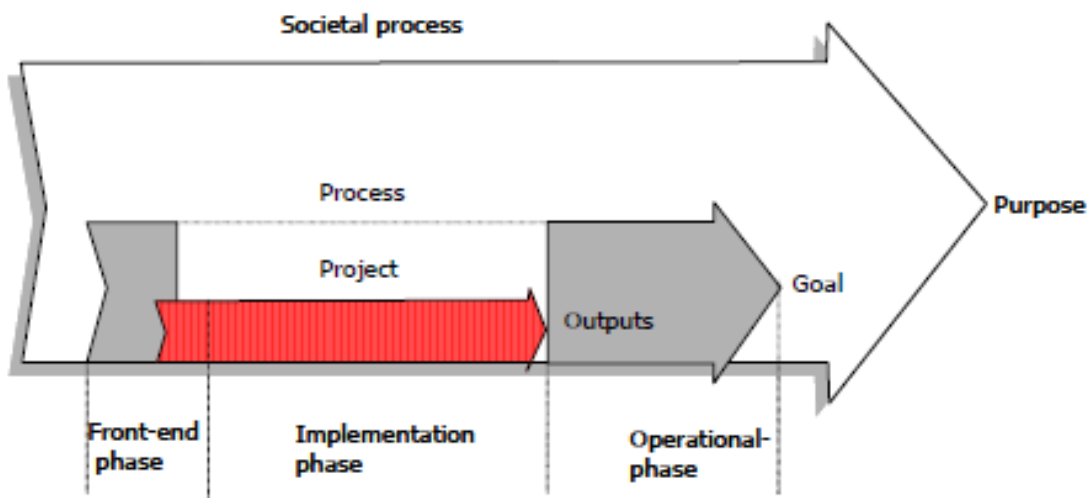 Societal process
Process
Purpose
Project
Goal
Outputs
Front-end
phase
Implementation
phase
Operational-
phase